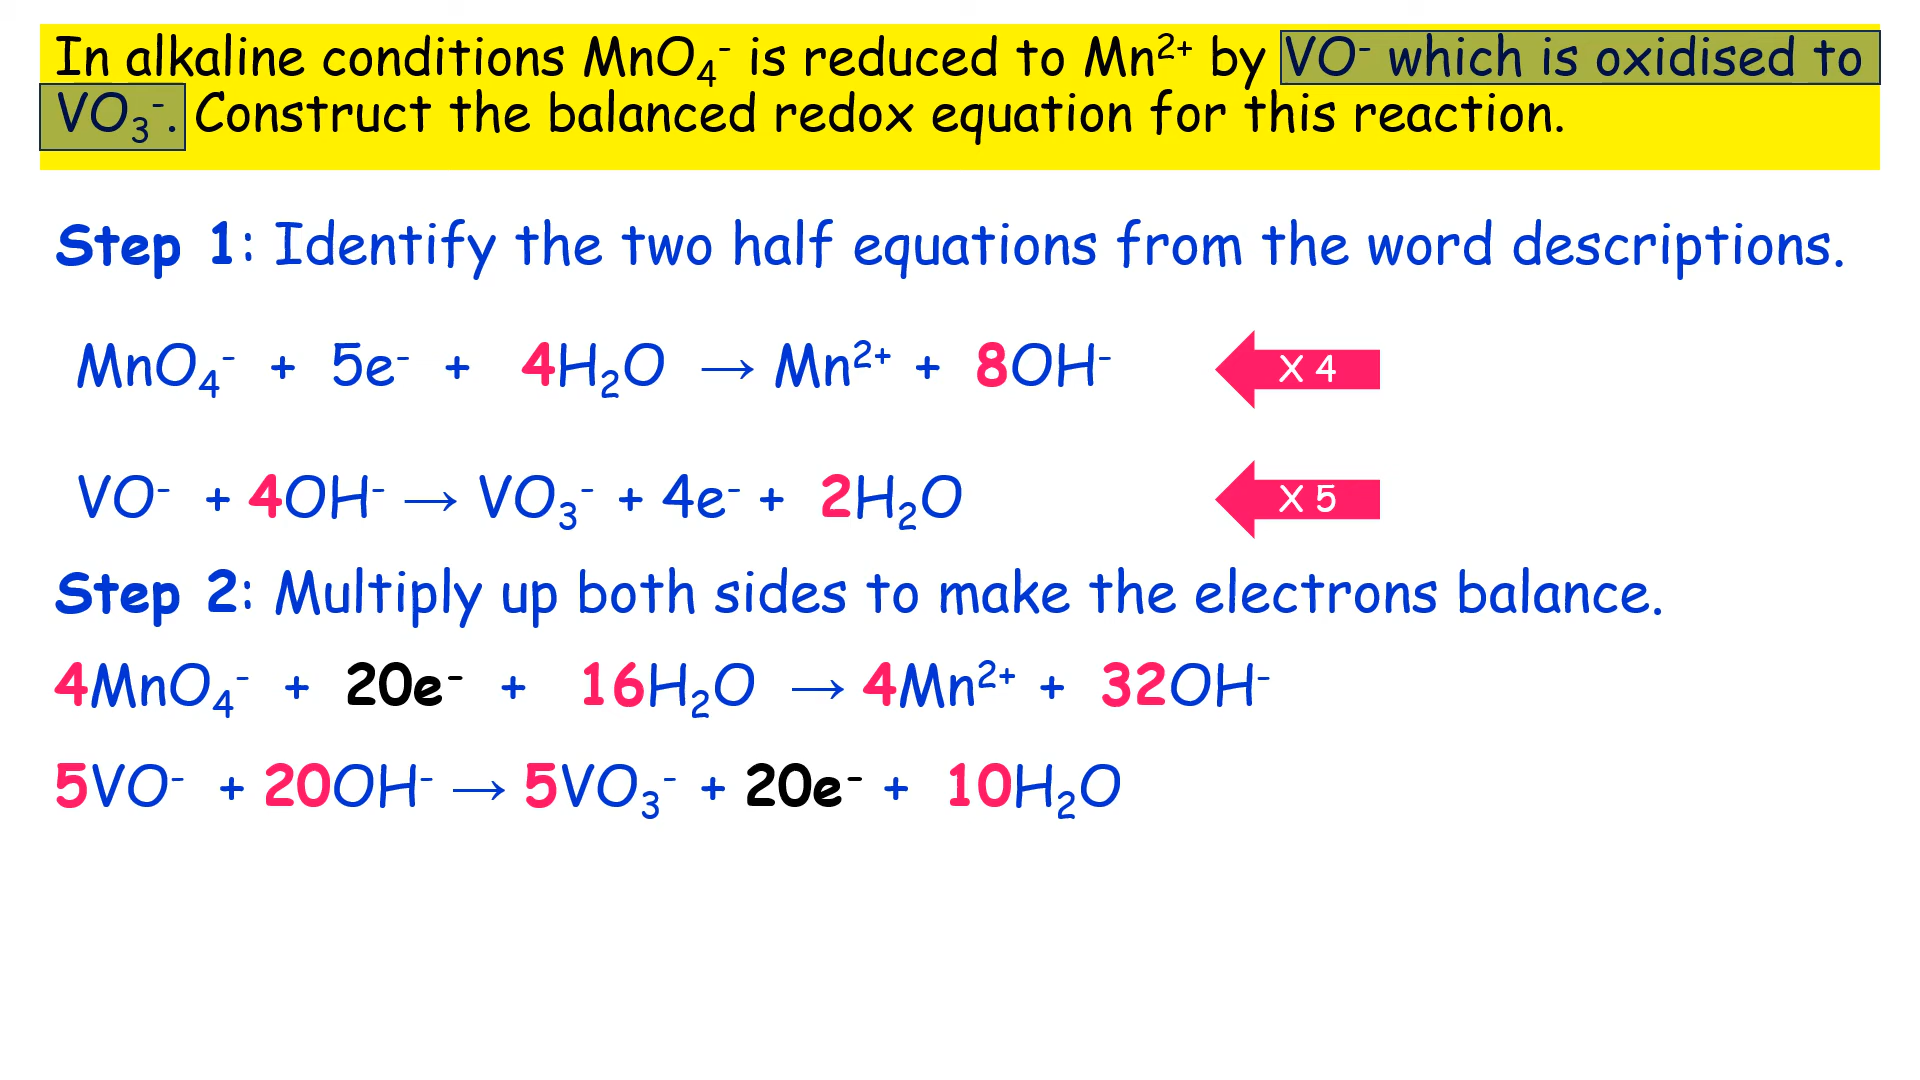 In alkaline conditions MnO₄⁻ is reduced to Mn²⁺ by VO⁻ which is oxidised to
VO₃⁻. Construct the balanced redox equation for this reaction.
Step 1: Identify the two half equations from the word descriptions.
MnO₄⁻ + 5e⁻ + 4H₂O → Mn²⁺ + 8OH⁻
X 4
VO⁻ + 4OH⁻ → VO₃⁻ + 4e⁻ + 2H₂O
X 5
Step 2: Multiply up both sides to make the electrons balance.
4MnO₄⁻ + 20e⁻ + 16H₂O → 4Mn²⁺ + 32OH⁻
5VO⁻ + 20OH⁻ → 5VO₃⁻ + 20e⁻ + 10H₂O